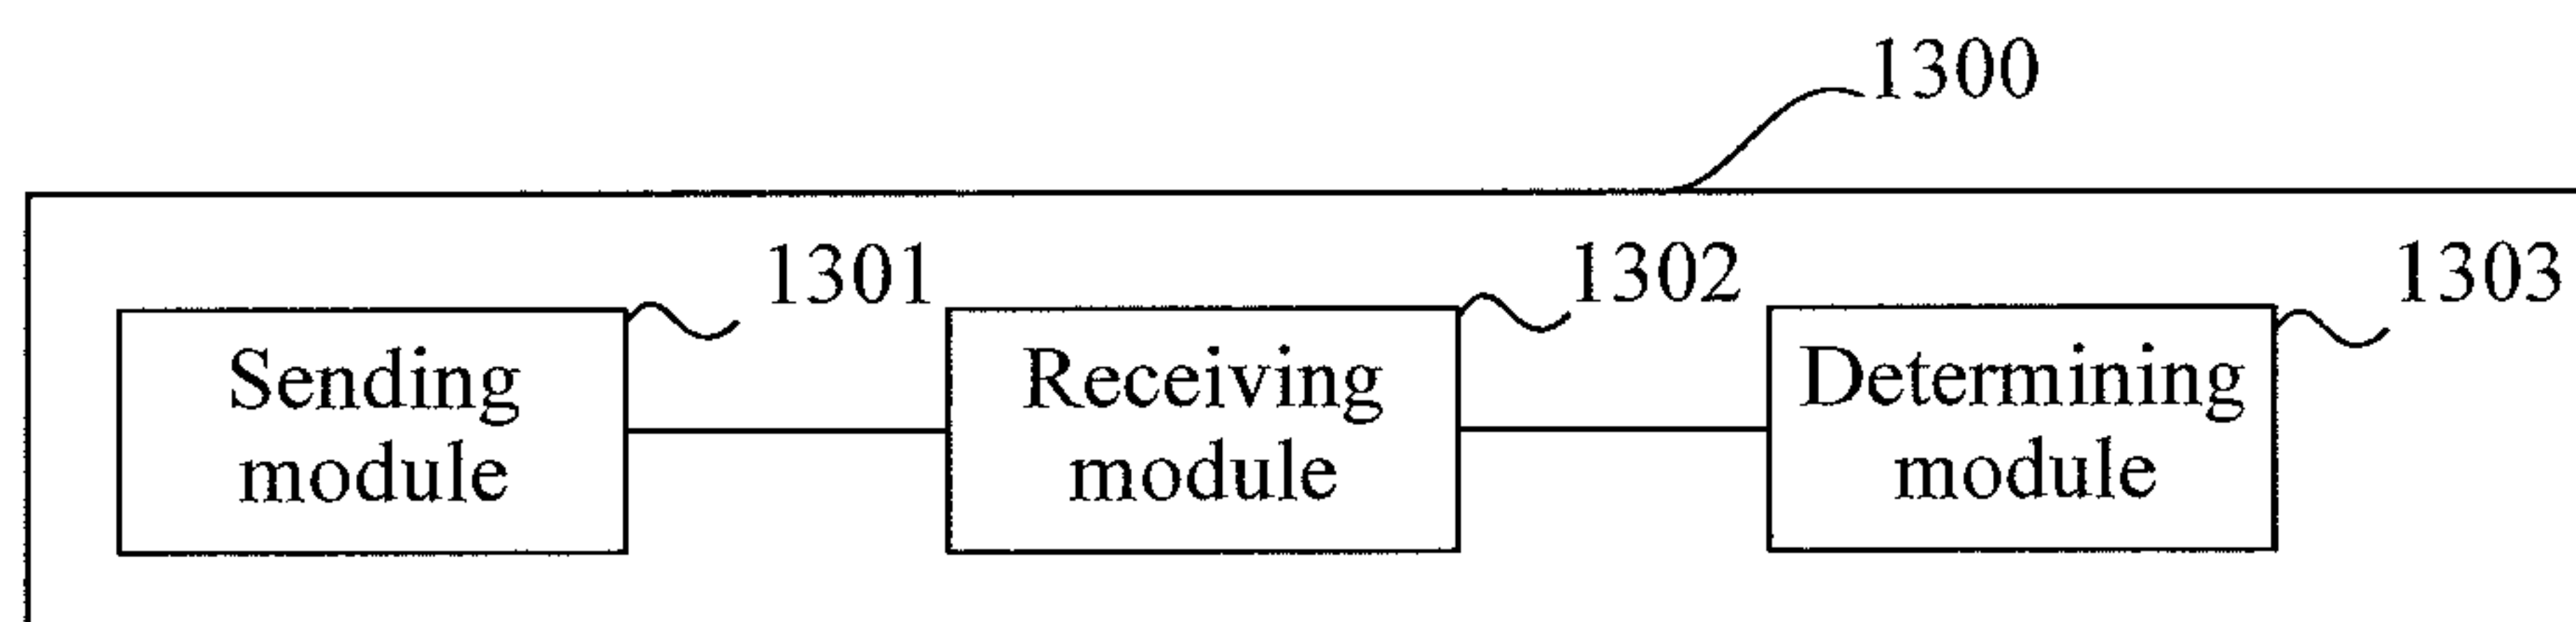 1300
1301
1302
1303
Sending
module
Receiving
module
Determining
module